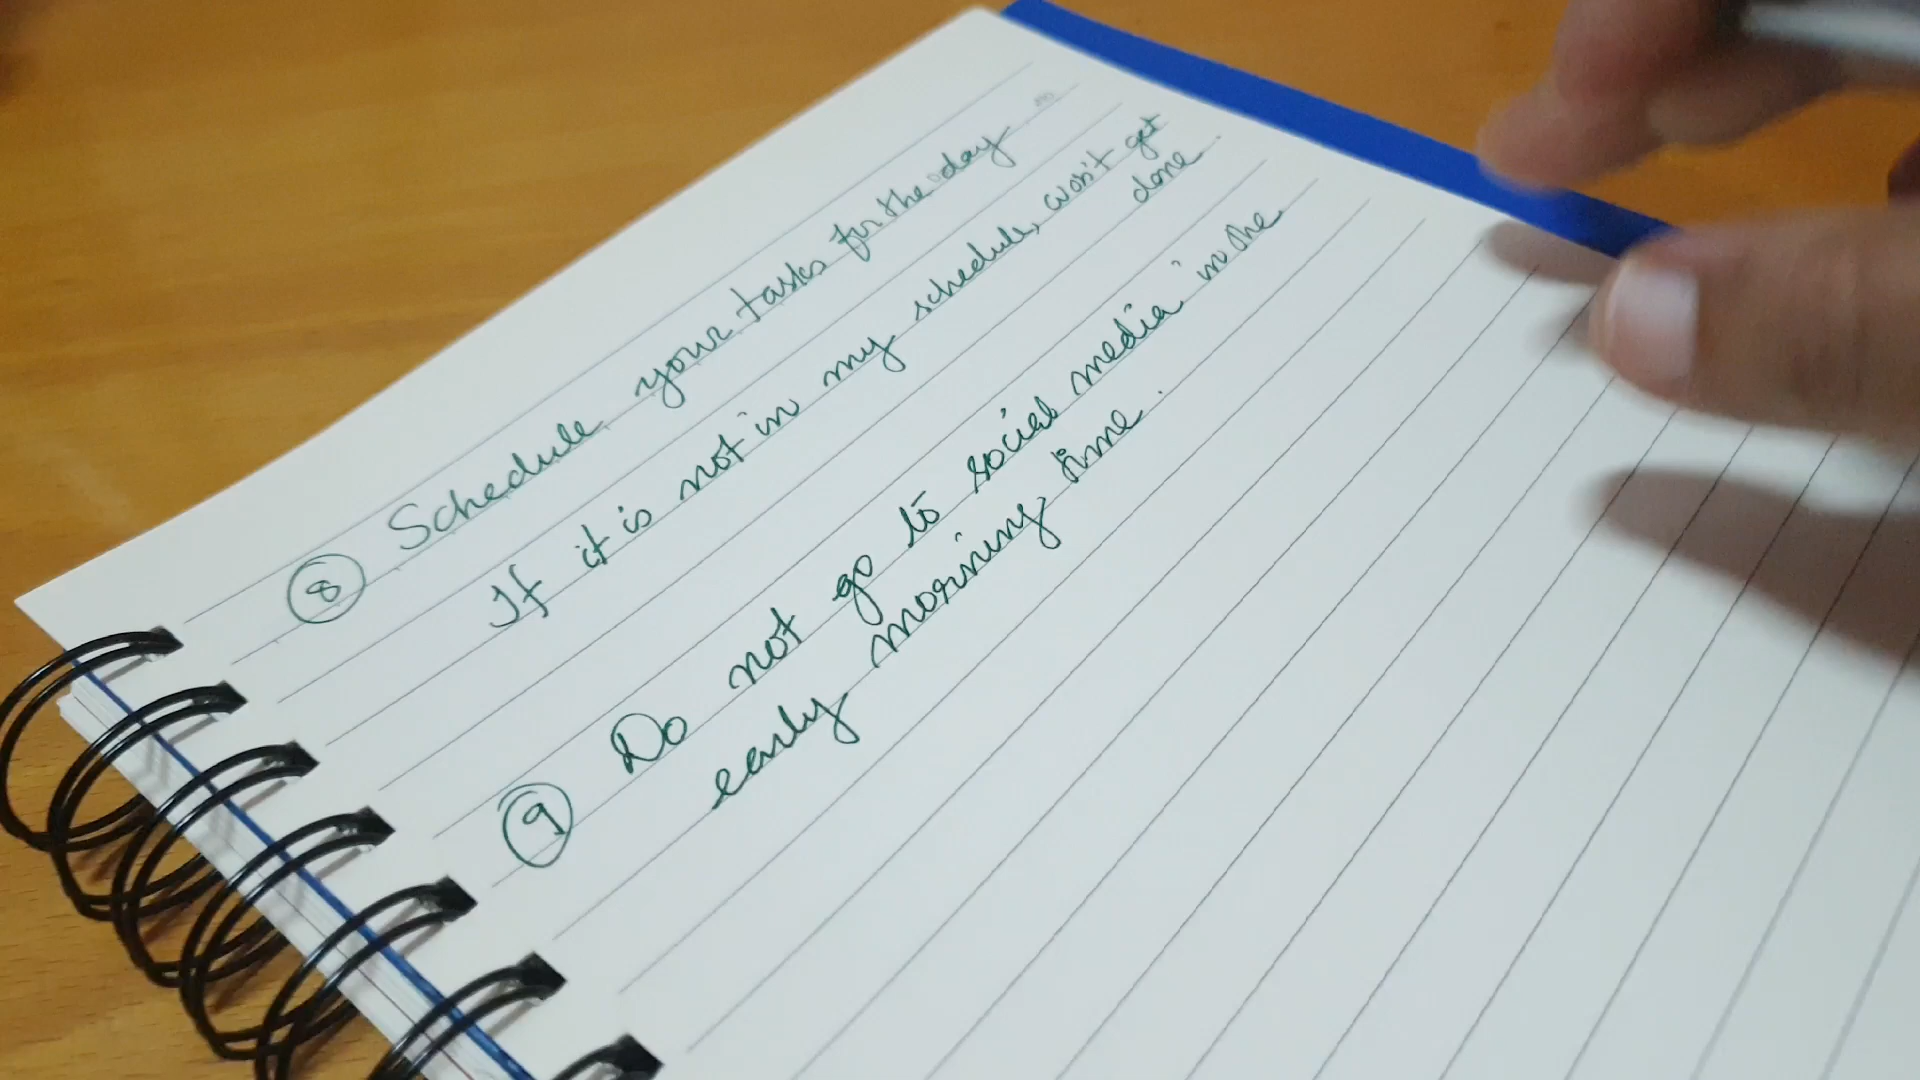 8 Schedule your tasks for the day
If it is not in my schedule, won't get
done.
9 Do not go to social media in the
early morning time.